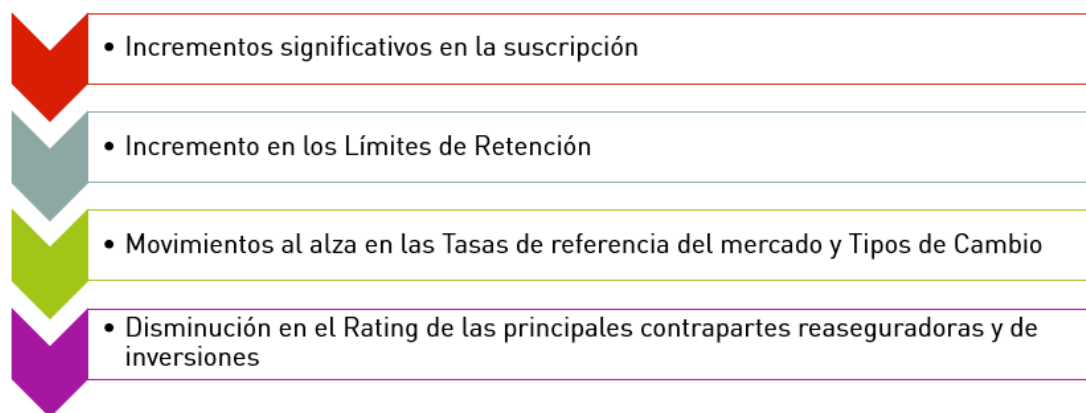 • Incrementos significativos en la suscripción
• Incremento en los Límites de Retención
• Movimientos al alza en las Tasas de referencia del mercado y Tipos de Cambio
• Disminución en el Rating de las principales contrapartes reaseguradoras y de
inversiones